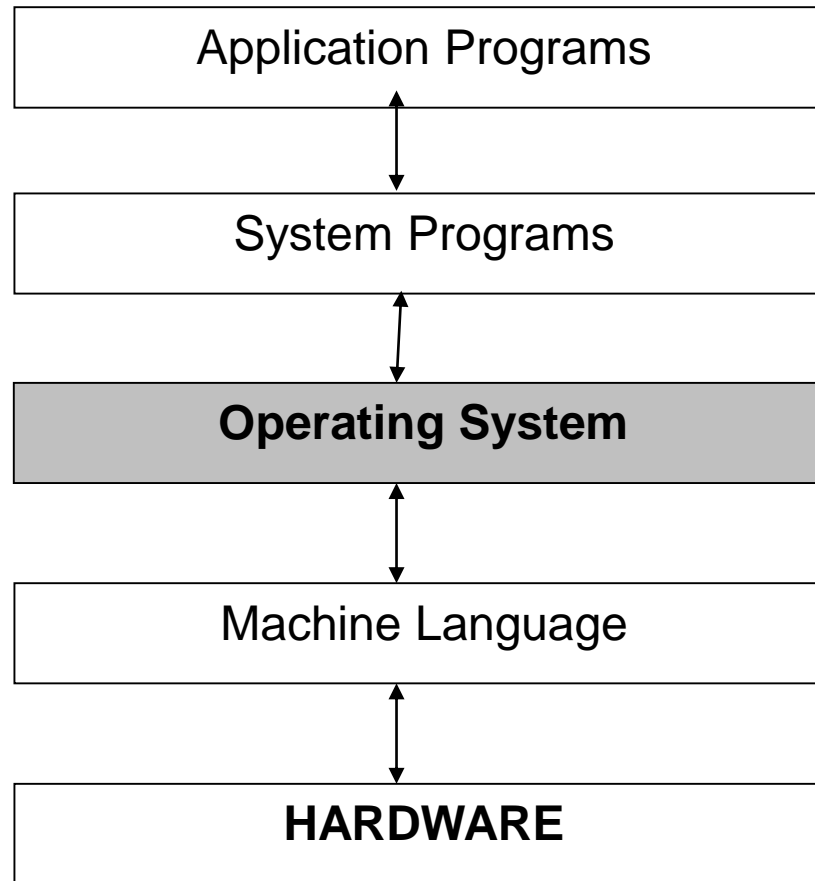 Application Programs
System Programs
Operating System
Machine Language
HARDWARE